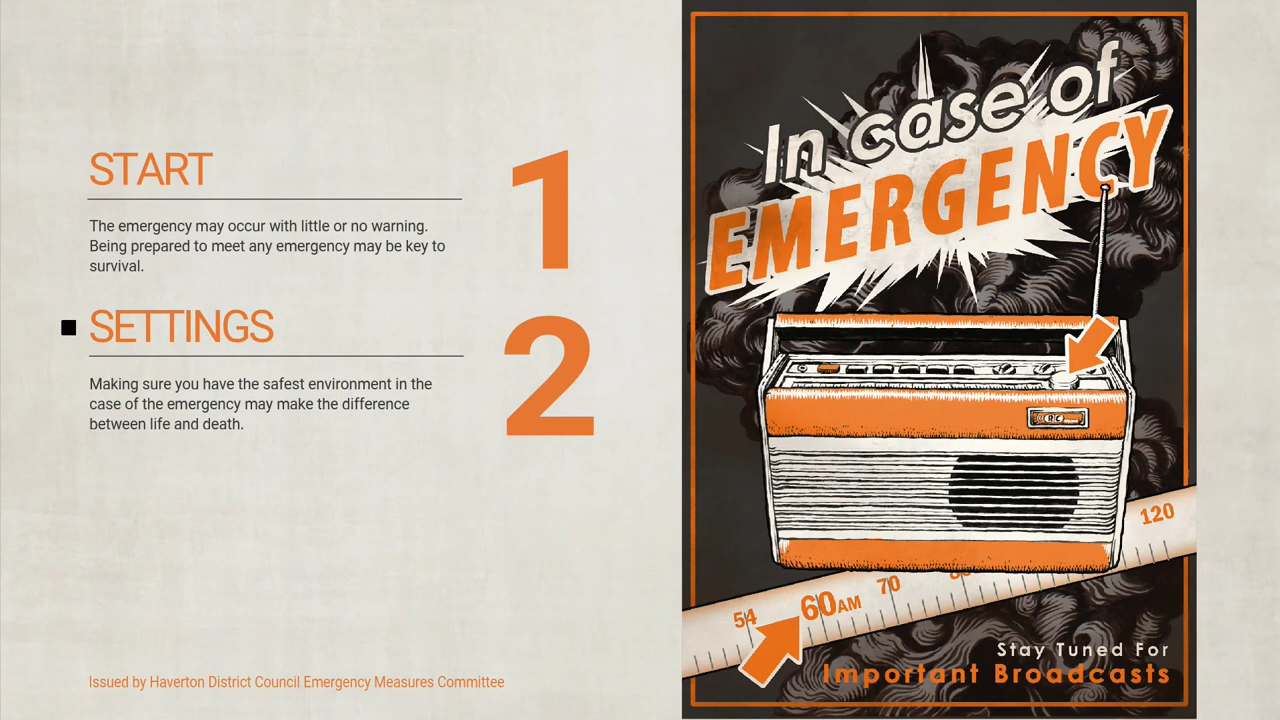 START
1
The emergency may occur with little or no warning.
Being prepared to meet any emergency may be key to
survival.
SETTINGS
2
Making sure you have the safest environment in the
case of the emergency may make the difference
between life and death.
Issued by Haverton District Council Emergency Measures Committee
In case of
EMERGENCY
120
54 60AM 70
Stay Tuned For
Important Broadcasts